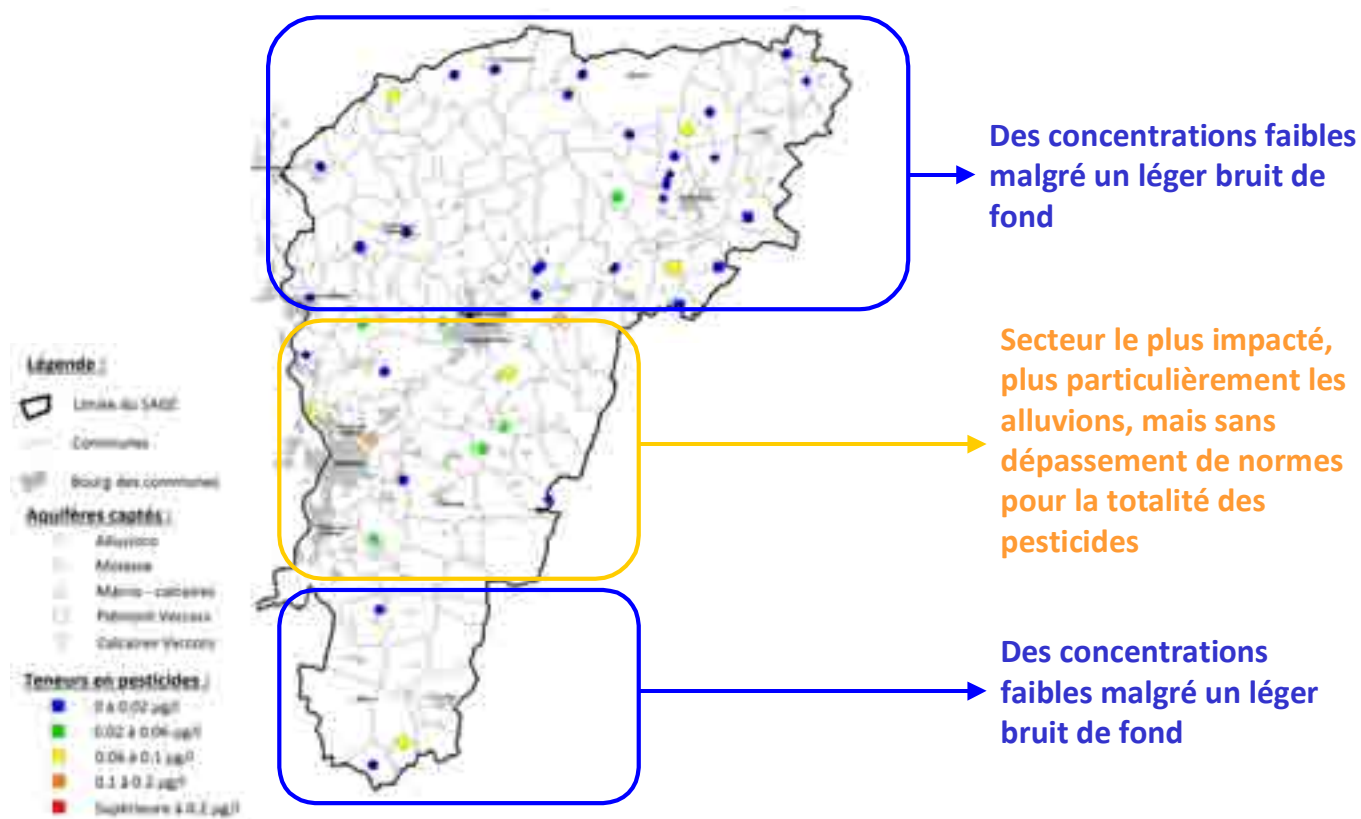 Des concentrations faibles
malgré un léger bruit de
fond
Secteur le plus impacté,
plus particulièrement les
alluvions, mais sans
dépassement de normes
pour la totalité des
pesticides
Des concentrations
faibles malgré un léger
bruit de fond
Légende :
Limite du SAGE
Communes
Bourg des communes
Aquifères captés :
Alluvions
Molasse
Marno - calcaires
Piémont Vercors
Calcaires Vercors
Teneurs en pesticides :
0 à 0.02 µg/l
0.02 à 0.06 µg/l
0.06 à 0.1 µg/l
0.1 à 0.2 µg/l
Supérieure à 0.2 µg/l